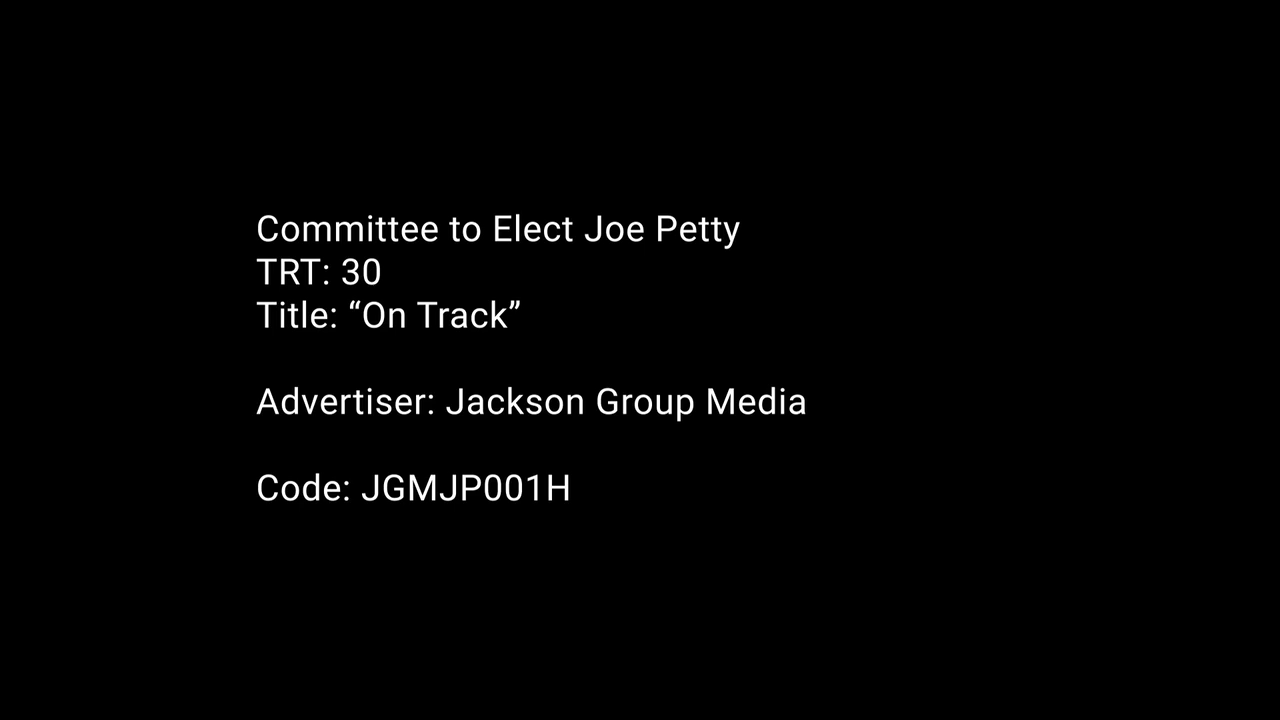 Committee to Elect Joe Petty
TRT: 30
Title: “On Track”
Advertiser: Jackson Group Media
Code: JGMJP001H